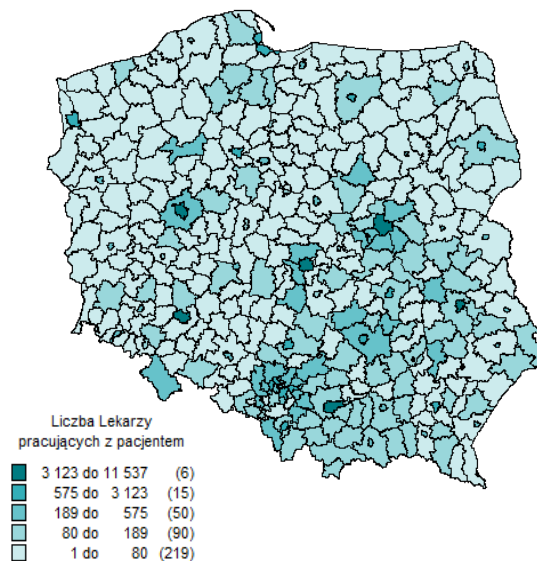 Liczba Lekarzy
pracujących z pacjentem
3 123 do 11 537 (6)
575 do 3 123 (15)
189 do 575 (50)
80 do 189 (90)
1 do 80 (219)